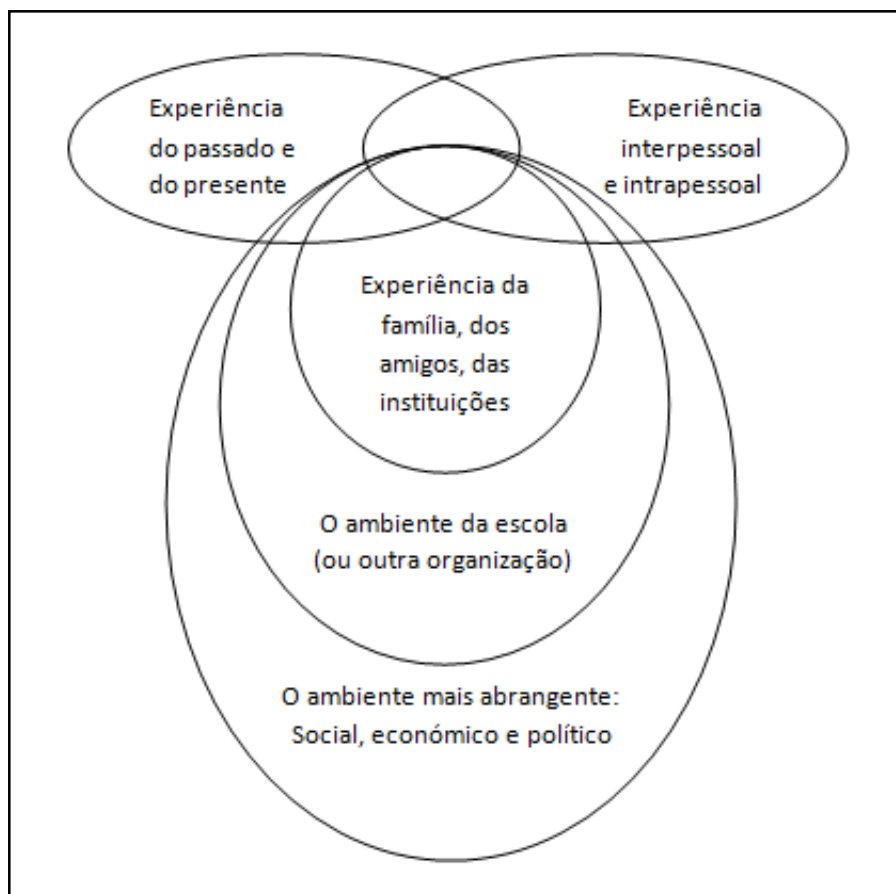 Experiência
do passado e
do presente
Experiência
interpessoal
e intrapessoal
Experiência da
família, dos
amigos, das
instituições
O ambiente da escola
(ou outra organização)
O ambiente mais abrangente:
Social, económico e político